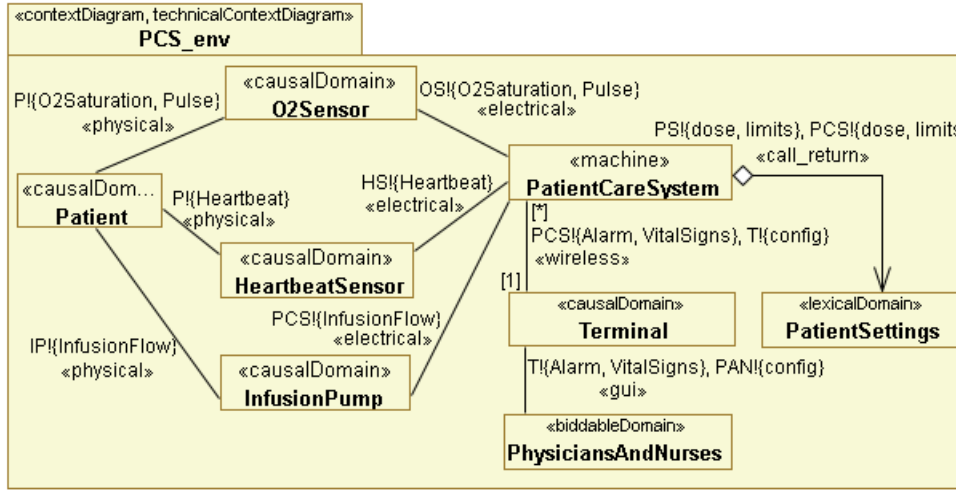 «contextDiagram, technicalContextDiagram»
PCS_env
«causalDomain»
O2Sensor
P!{O2Saturation, Pulse}
«physical»
OS!{O2Saturation, Pulse}
«electrical»
PS!{dose, limits}, PCS!{dose, limits
«call_return»
«machine»
PatientCareSystem
«causalDom...
Patient
P!{Heartbeat}
«physical»
HS!{Heartbeat}
«electrical»
[*]
PCS!{Alarm, VitalSigns}, T!{config}
«wireless»
[1]
«causalDomain»
HeartbeatSensor
«causalDomain»
Terminal
«lexicalDomain»
PatientSettings
PCS!{InfusionFlow}
«electrical»
IP!{InfusionFlow}
«physical»
«causalDomain»
InfusionPump
T!{Alarm, VitalSigns}, PAN!{config}
«gui»
«biddableDomain»
PhysiciansAndNurses